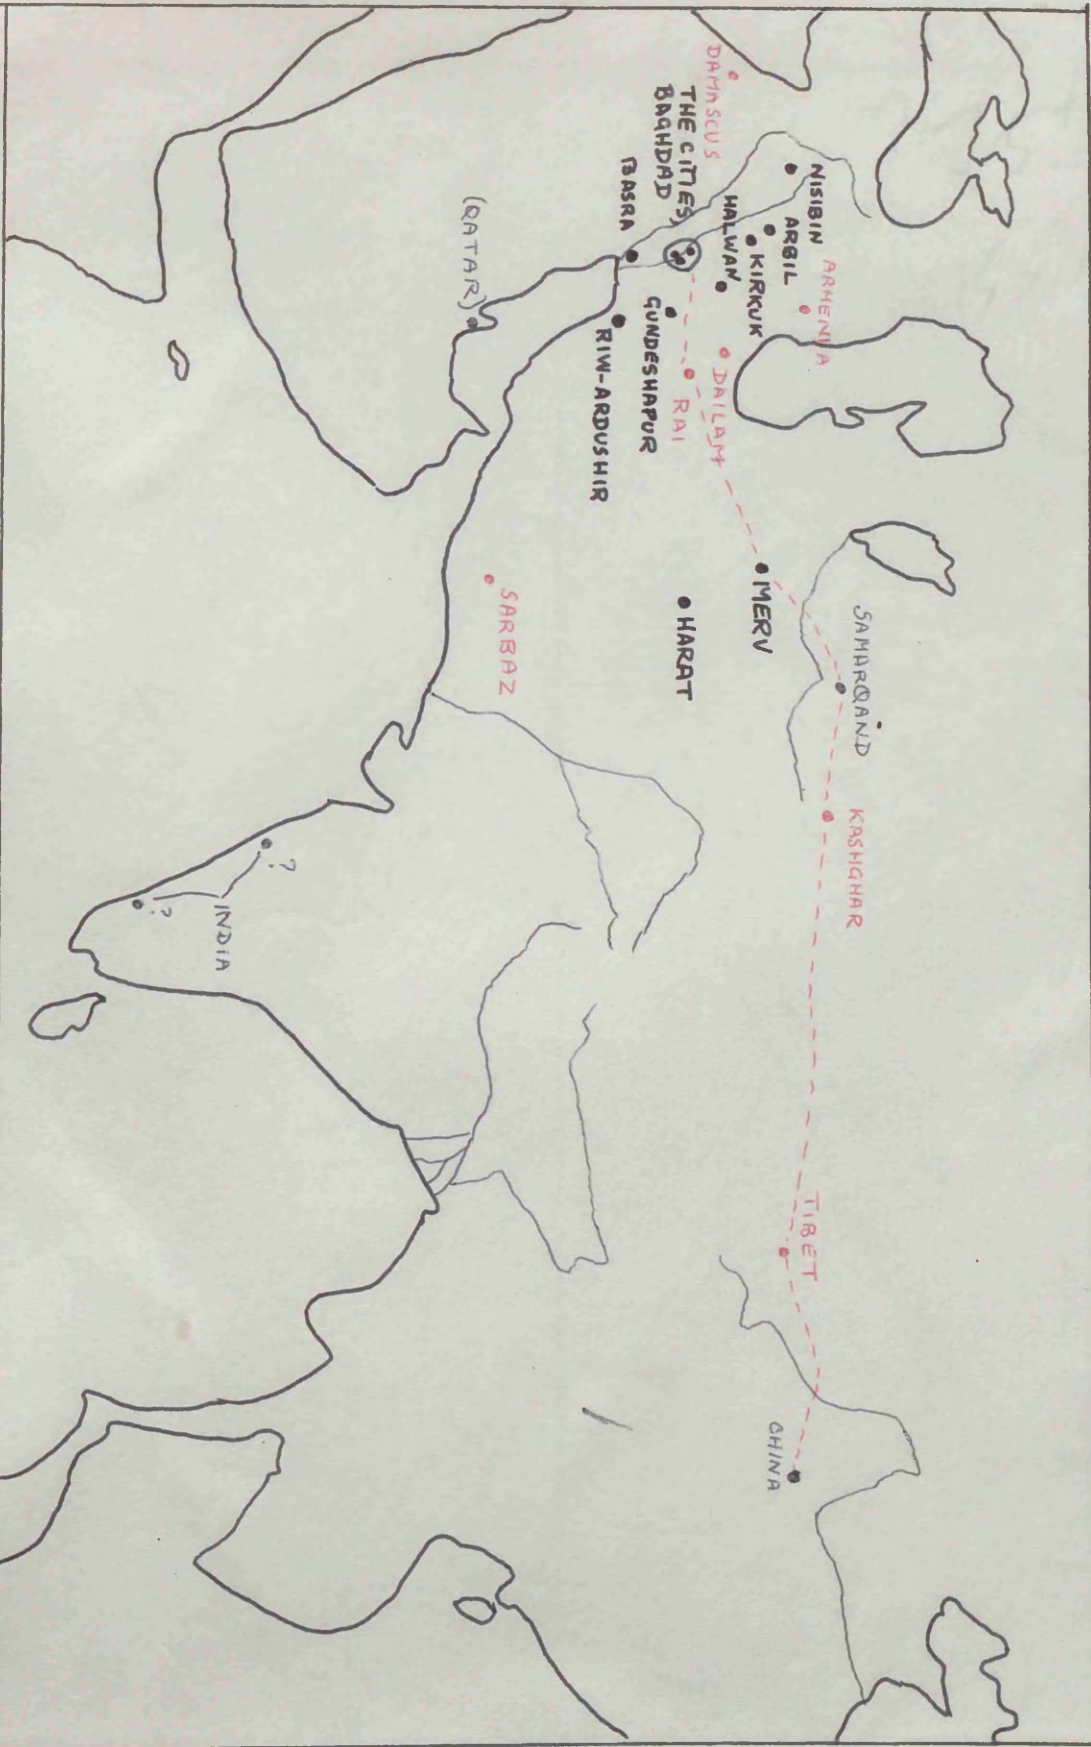 DAMASCUS
THE CITIES
BAGHDAD
BASRA
(QATAR)
NISIBIN
ARBIL
KIRKUK
HALWAN
ARMENIA
GUNDESHAPUR
RIW-ARDUSHIR
DAILAM
RAI
MERV
HARAT
SARBAZ
SAMARQAND
KASHGHAR
?
?
INDIA
TIBET
CHINA